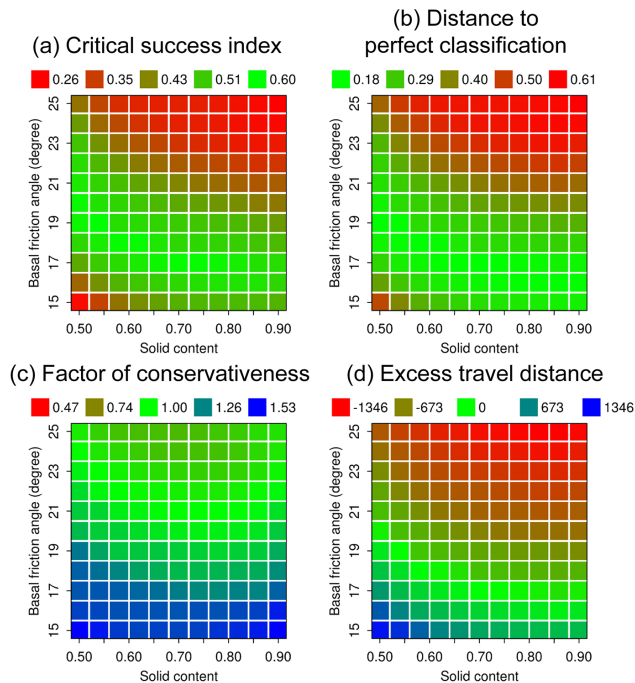 (a) Critical success index
0.26 0.35 0.43 0.51 0.60
Basal friction angle (degree)
25
23
21
19
17
15
0.50 0.60 0.70 0.80 0.90
Solid content
(b) Distance to
perfect classification
0.18 0.29 0.40 0.50 0.61
Basal friction angle (degree)
25
23
21
19
17
15
0.50 0.60 0.70 0.80 0.90
Solid content
(c) Factor of conservativeness
0.47 0.74 1.00 1.26 1.53
Basal friction angle (degree)
25
23
21
19
17
15
0.50 0.60 0.70 0.80 0.90
Solid content
(d) Excess travel distance
-1346 -673 0 673 1346
Basal friction angle (degree)
25
23
21
19
17
15
0.50 0.60 0.70 0.80 0.90
Solid content